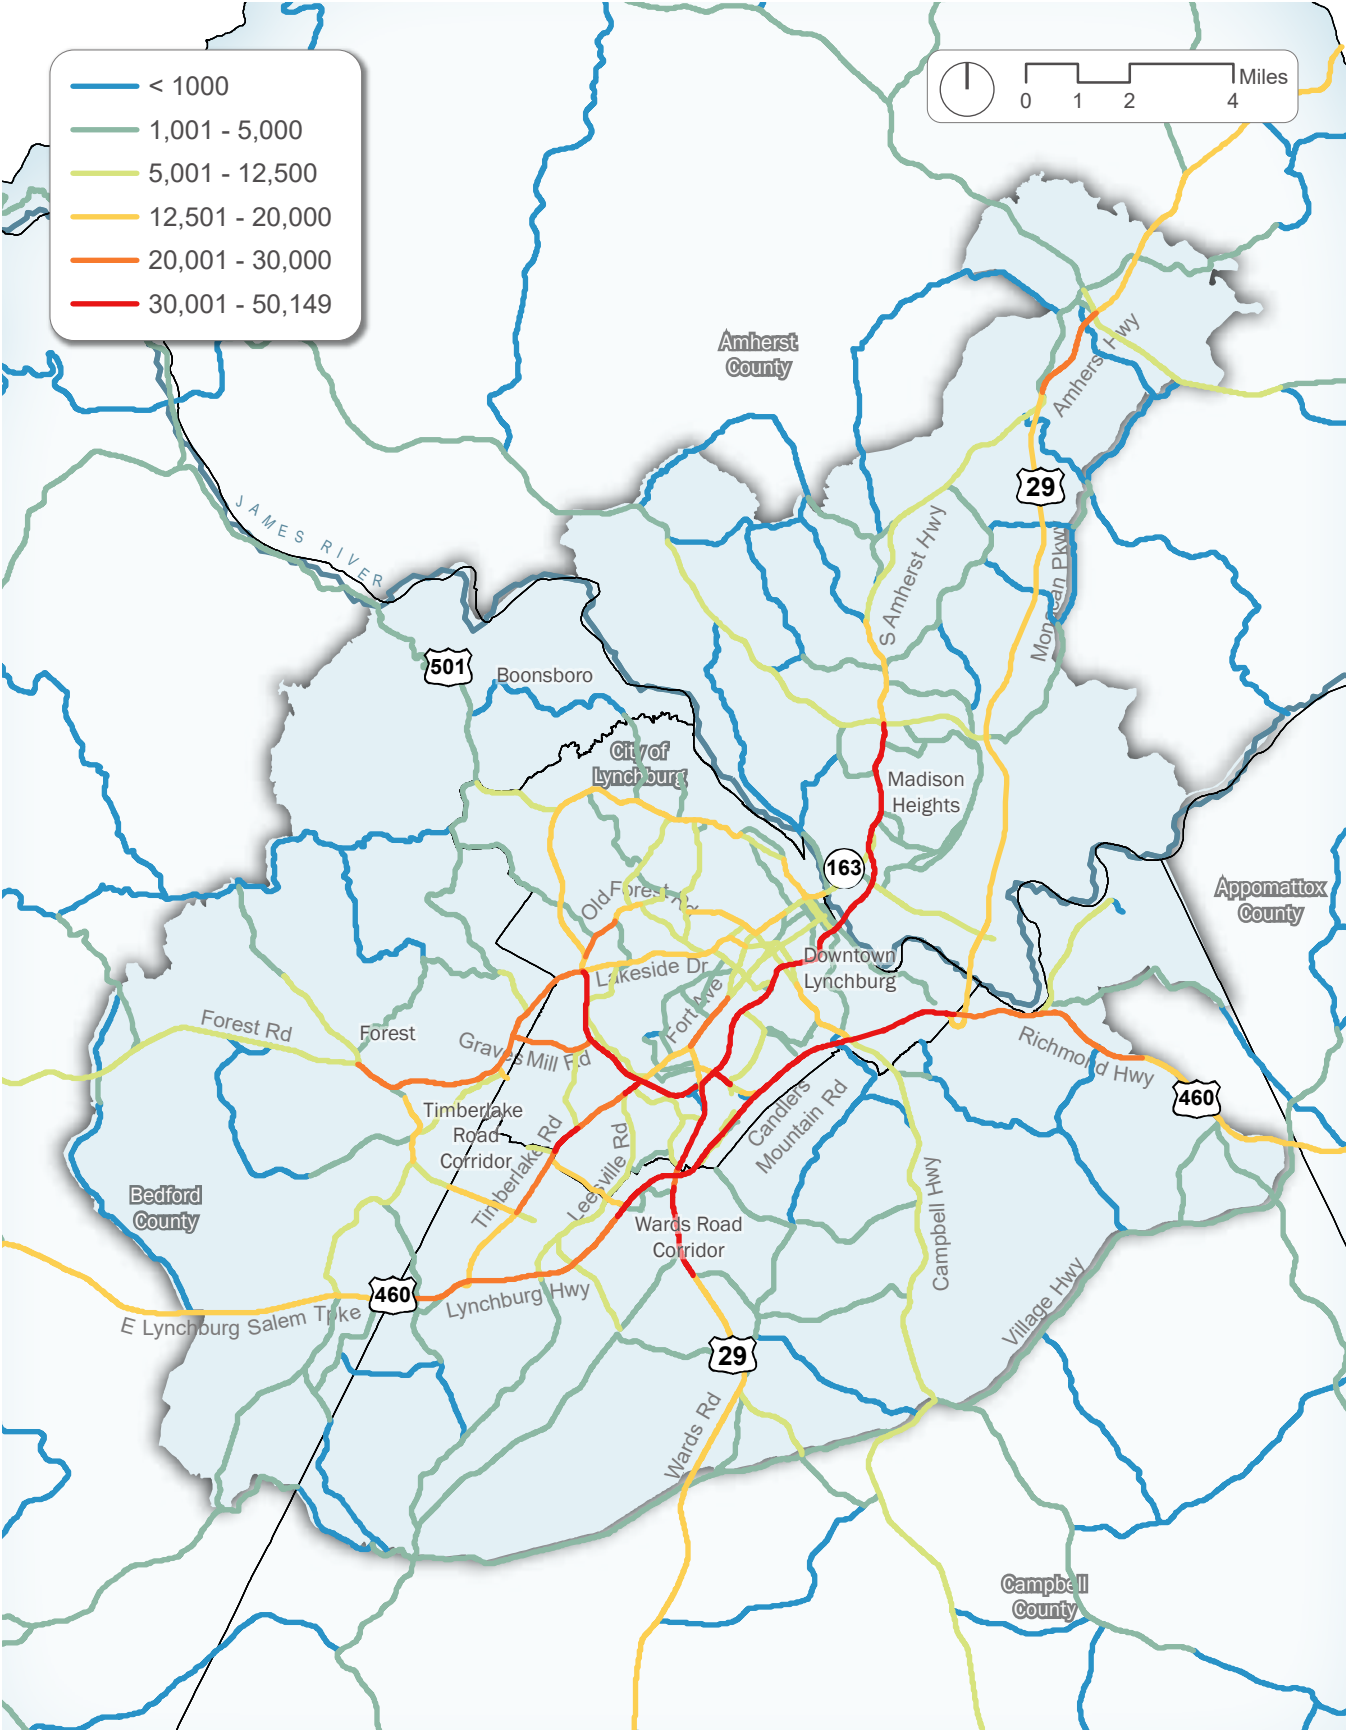 < 1000
1,001 - 5,000
5,001 - 12,500
12,501 - 20,000
20,001 - 30,000
30,001 - 50,149
Miles
0 1 2 4
Amherst
County
Amherst Hwy
29
JAMES RIVER
S Amherst Hwy
Monacan Pkwy
501
Boonsboro
City of
Lynchburg
Madison
Heights
163
Appomattox
County
Old Forest Rd
Lakeside Dr
Downtown
Lynchburg
Fort Ave
Forest Rd
Forest
Graves Mill Rd
Richmond Hwy
460
Timberlake
Road
Corridor
Timberlake Rd
Leesville Rd
Candlers
Mountain Rd
Campbell Hwy
Bedford
County
Wards Road
Corridor
460
Lynchburg Hwy
E Lynchburg Salem Tpke
Village Hwy
29
Wards Rd
Campbell
County